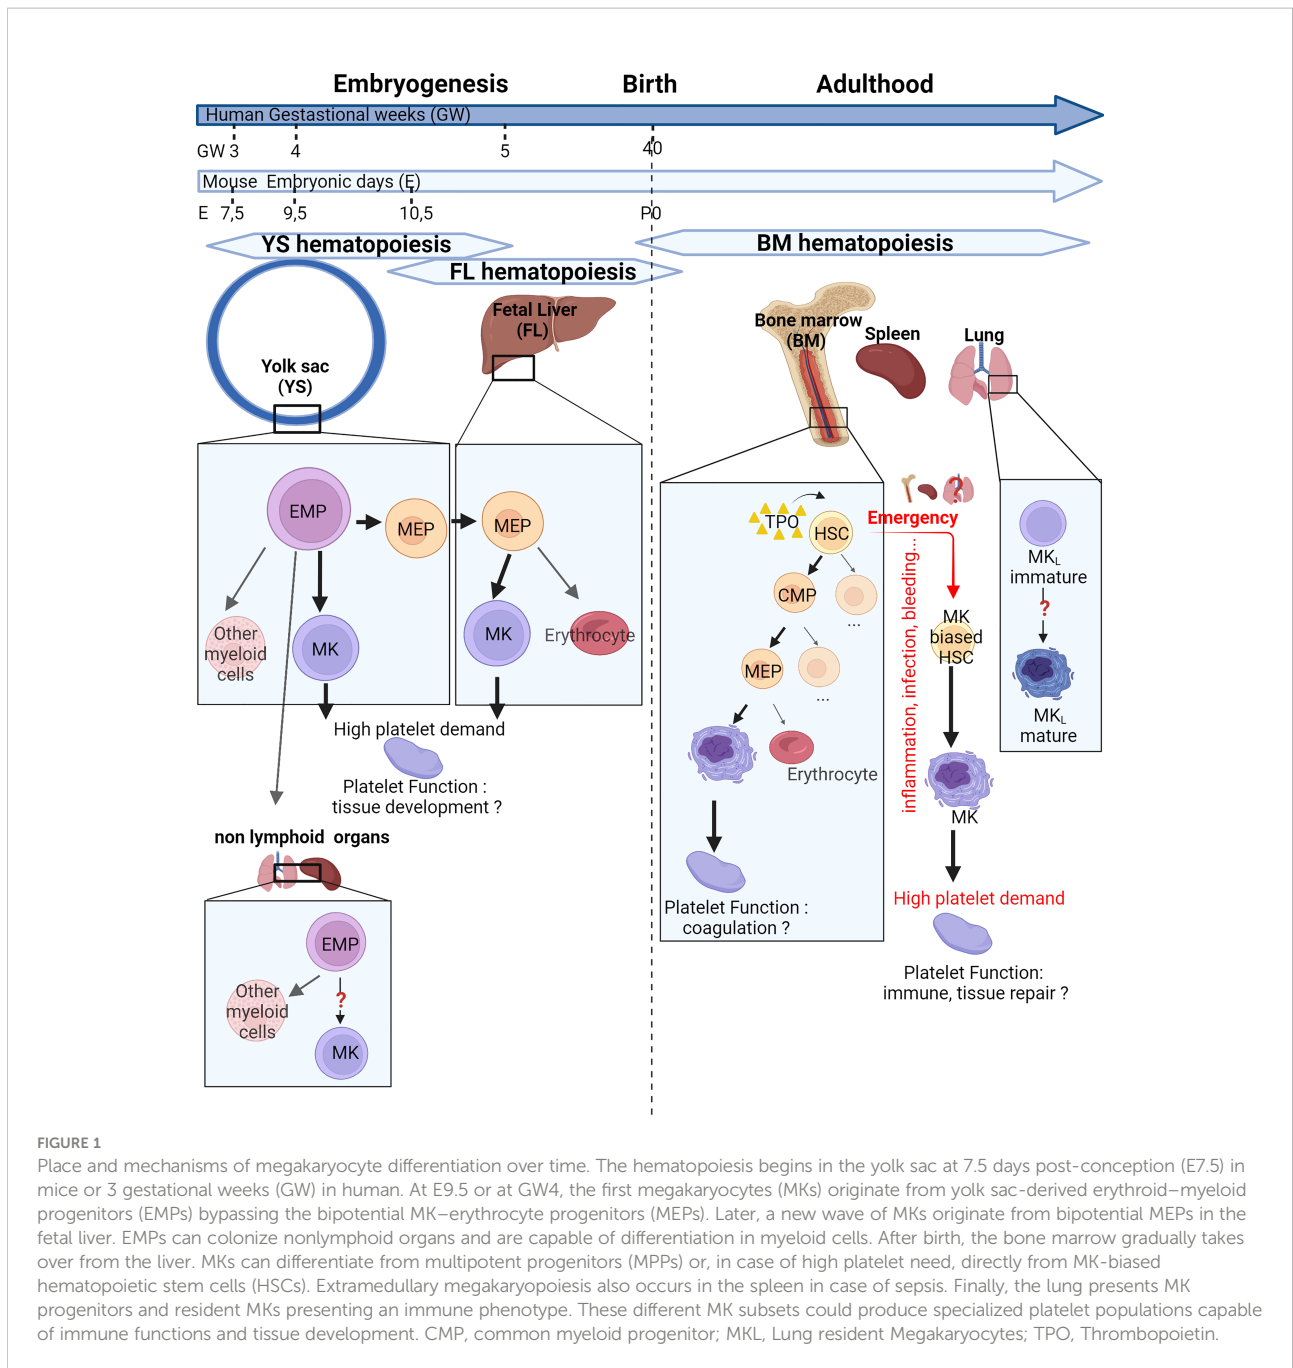 Embryogenesis Birth Adulthood
Human Gestastional weeks (GW)
GW 3 4 5 40
Mouse Embryonic days (E)
E 7,5 9,5 10,5 P0
YS hematopoiesis
BM hematopoiesis
FL hematopoiesis
Fetal Liver
(FL)
Yolk sac
(YS)
Bone marrow
(BM)
Spleen
Lung
EMP
MEP
Other
myeloid
cells
MK
MEP
MK
Erythrocyte
High platelet demand
Platelet Function :
tissue development ?
non lymphoid organs
EMP
Other
myeloid
cells
?
MK
TPO
HSC
CMP
...
MEP
...
Erythrocyte
Platelet Function :
coagulation ?
?
Emergency
inflammation, infection, bleeding...
MK
biased
HSC
MK
High platelet demand
Platelet Function:
immune, tissue repair ?
MKL
immature
?
MKL
mature
FIGURE 1
Place and mechanisms of megakaryocyte differentiation over time. The hematopoiesis begins in the yolk sac at 7.5 days post-conception (E7.5) in
mice or 3 gestational weeks (GW) in human. At E9.5 or at GW4, the first megakaryocytes (MKs) originate from yolk sac-derived erythroid–myeloid
progenitors (EMPs) bypassing the bipotential MK–erythrocyte progenitors (MEPs). Later, a new wave of MKs originate from bipotential MEPs in the
fetal liver. EMPs can colonize nonlymphoid organs and are capable of differentiation in myeloid cells. After birth, the bone marrow gradually takes
over from the liver. MKs can differentiate from multipotent progenitors (MPPs) or, in case of high platelet need, directly from MK-biased
hematopoietic stem cells (HSCs). Extramedullary megakaryopoiesis also occurs in the spleen in case of sepsis. Finally, the lung presents MK
progenitors and resident MKs presenting an immune phenotype. These different MK subsets could produce specialized platelet populations capable
of immune functions and tissue development. CMP, common myeloid progenitor; MKL, Lung resident Megakaryocytes; TPO, Thrombopoietin.